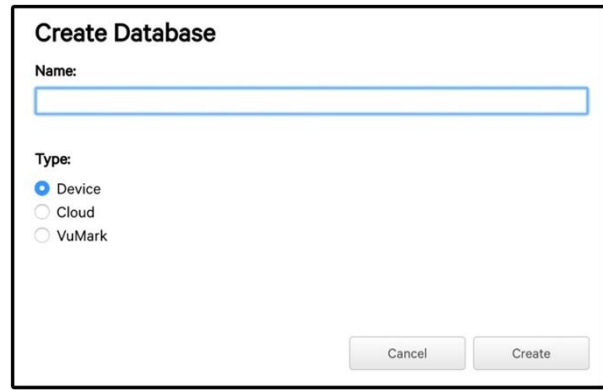 Create Database
Name:
Type:
Device
Cloud
VuMark
Cancel Create